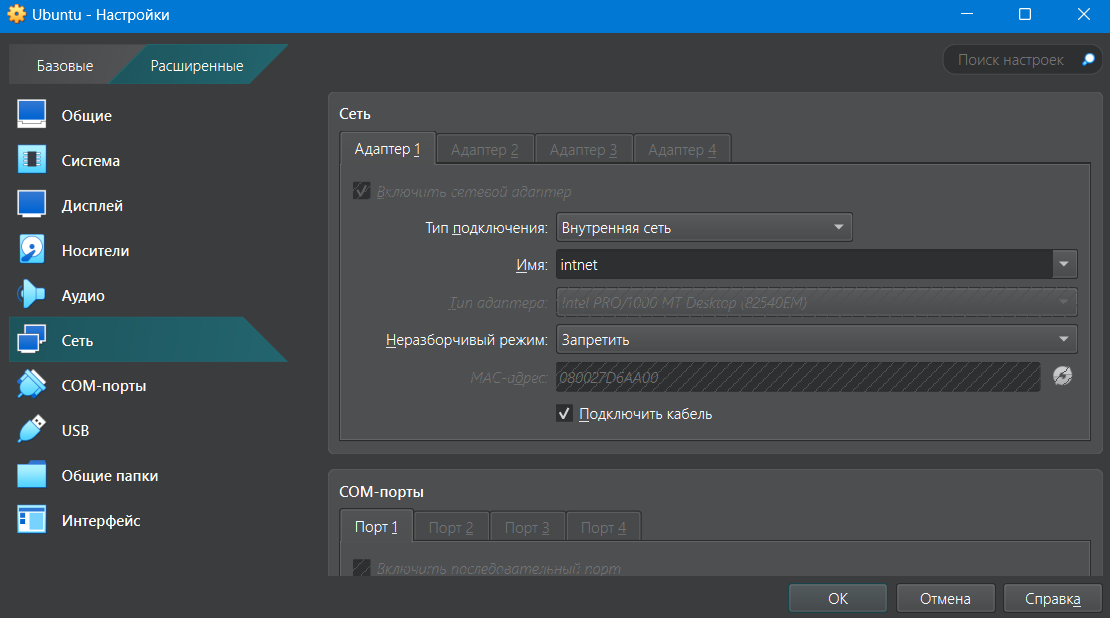 Ubuntu - Настройки
Базовые Расширенные Поиск настроек
Общие
Система
Дисплей
Носители
Аудио
Сеть
COM-порты
USB
Общие папки
Интерфейс
Сеть
Адаптер 1 Адаптер 2 Адаптер 3 Адаптер 4
Включить сетевой адаптер
Тип подключения: Внутренняя сеть
Имя: intnet
Тип адаптера: Intel PRO/1000 MT Desktop (82540EM)
Неразборчивый режим: Запретить
MAC-адрес: 080027D6AA00
Подключить кабель
COM-порты
Порт 1 Порт 2 Порт 3 Порт 4
Включить последовательный порт
OK Отмена Справка